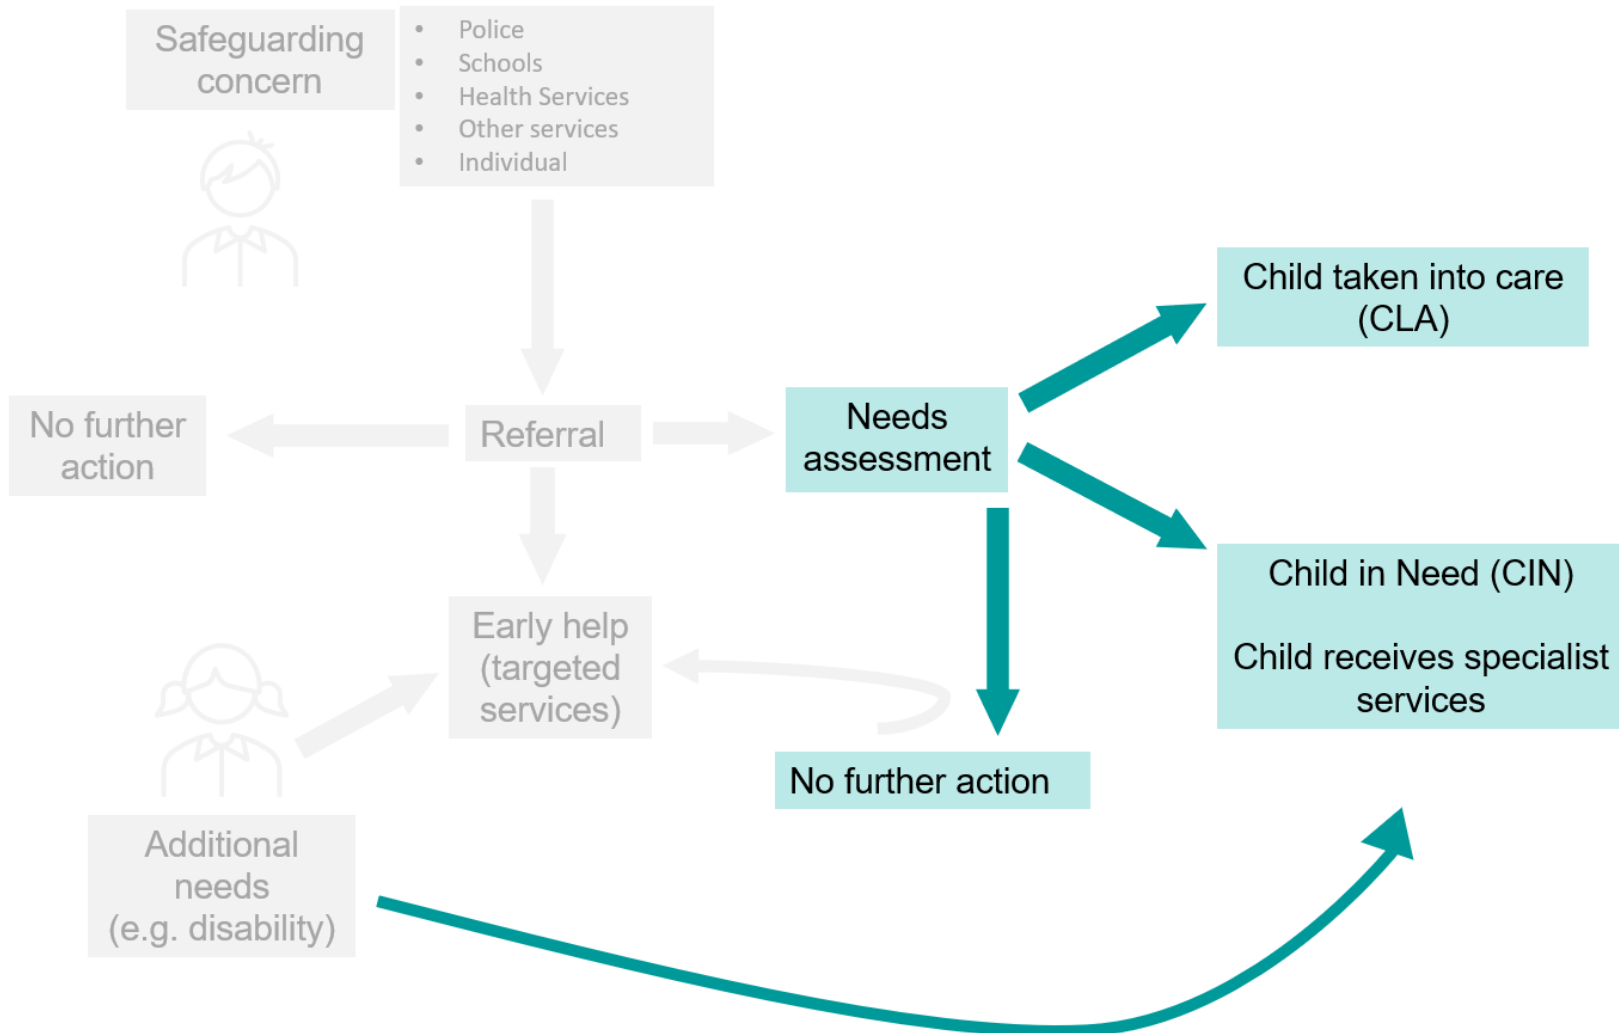 Safeguarding
concern
• Police
• Schools
• Health Services
• Other services
• Individual
Child taken into care
(CLA)
No further
action
Referral
Needs
assessment
Child in Need (CIN)
Child receives specialist
services
Early help
(targeted
services)
No further action
Additional
needs
(e.g. disability)